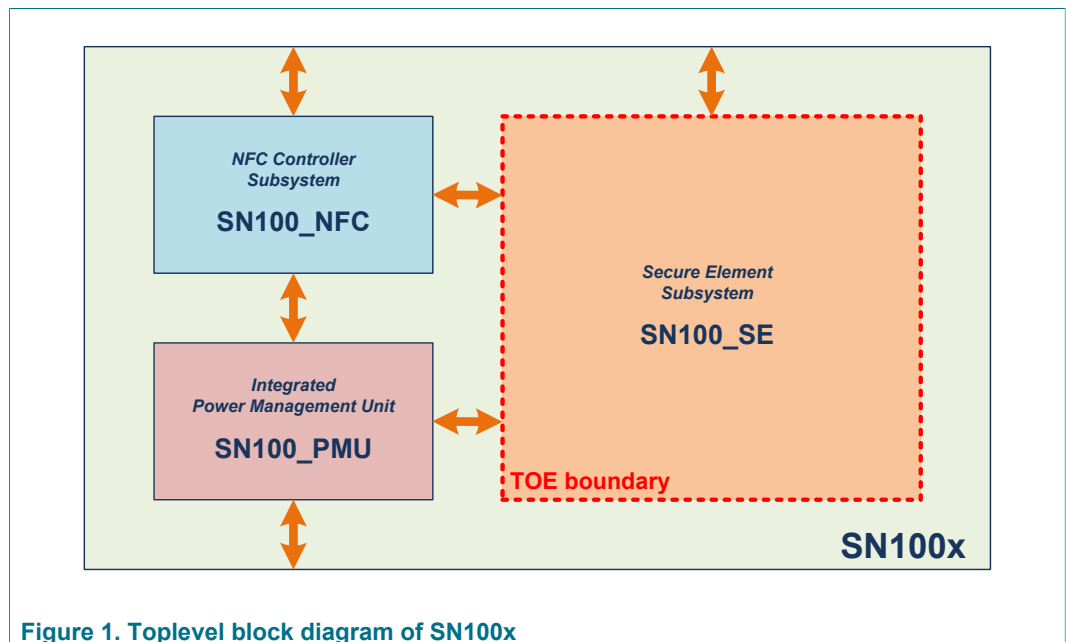 NFC Controller
Subsystem
SN100_NFC
Secure Element
Subsystem
SN100_SE
Integrated
Power Management Unit
SN100_PMU
TOE boundary
SN100x
Figure 1. Toplevel block diagram of SN100x